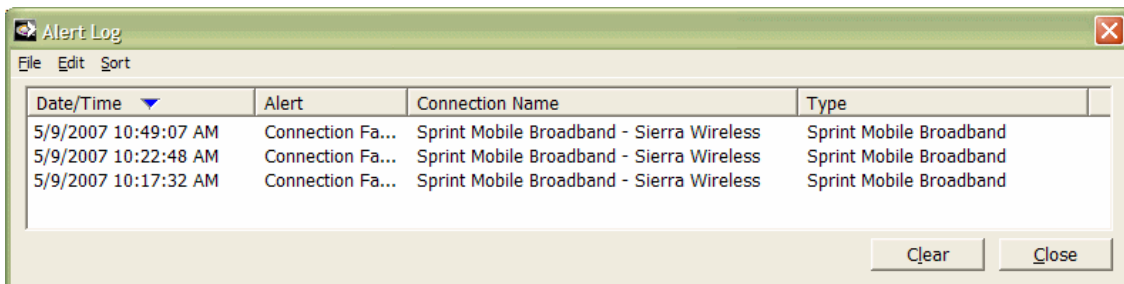 Alert Log
File Edit Sort
Date/Time Alert Connection Name Type
5/9/2007 10:49:07 AM Connection Fa... Sprint Mobile Broadband - Sierra Wireless Sprint Mobile Broadband
5/9/2007 10:22:48 AM Connection Fa... Sprint Mobile Broadband - Sierra Wireless Sprint Mobile Broadband
5/9/2007 10:17:32 AM Connection Fa... Sprint Mobile Broadband - Sierra Wireless Sprint Mobile Broadband
Clear Close